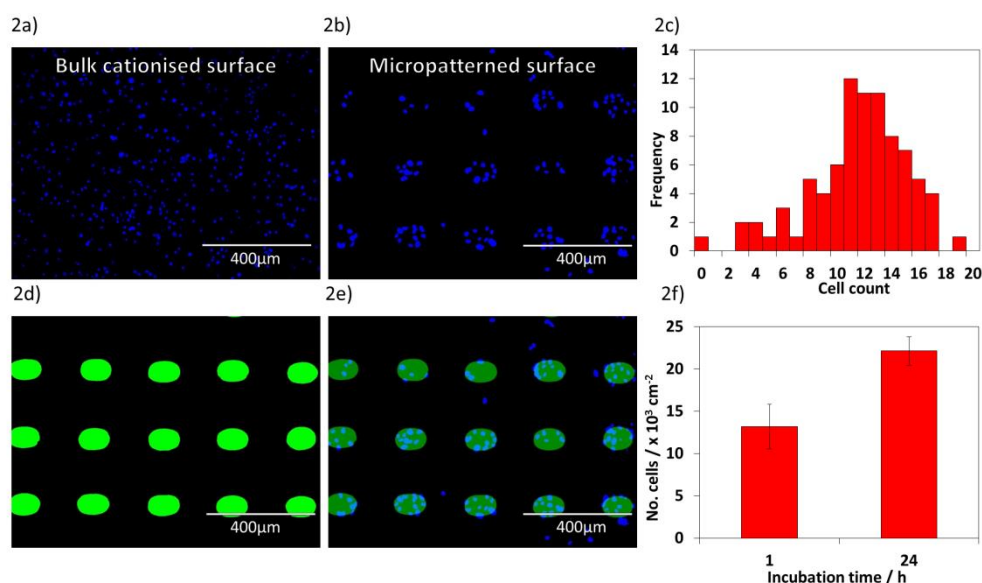 2a)
Bulk cationised surface
400µm
2b)
Micropatterned surface
400µm
2c)
14
12
10
8
6
4
2
0
Frequency
0 2 4 6 8 10 12 14 16 18 20
Cell count
2d)
400µm
2e)
400µm
2f)
25
20
15
10
5
0
No. cells / x 10³ cm⁻²
1 24
Incubation time / h